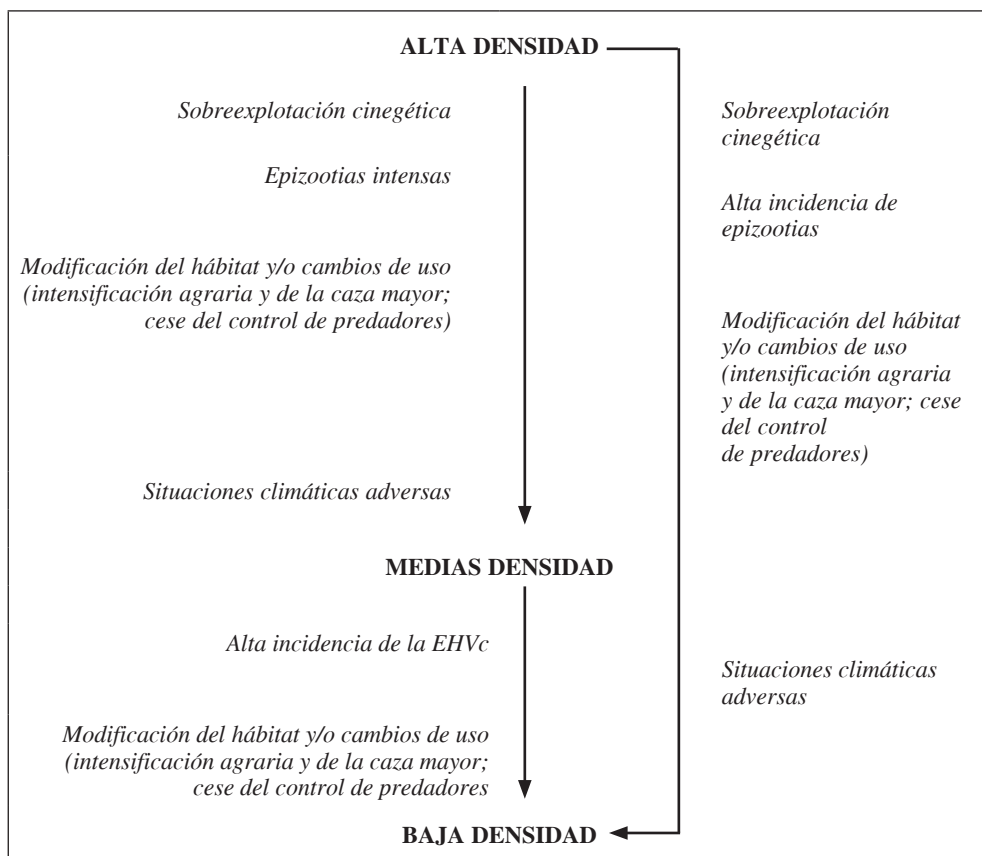 ALTA DENSIDAD
Sobreexplotación cinegética
Epizootias intensas
Modificación del hábitat y/o cambios de uso
(intensificación agraria y de la caza mayor;
cese del control de predadores)
Situaciones climáticas adversas
Sobreexplotación
cinegética
Alta incidencia de
epizootias
Modificación del hábitat
y/o cambios de uso
(intensificación agraria
y de la caza mayor; cese
del control
de predadores)
Situaciones climáticas
adversas
MEDIAS DENSIDAD
Alta incidencia de la EHVc
Modificación del hábitat y/o cambios de uso
(intensificación agraria y de la caza mayor;
cese del control de predadores
BAJA DENSIDAD